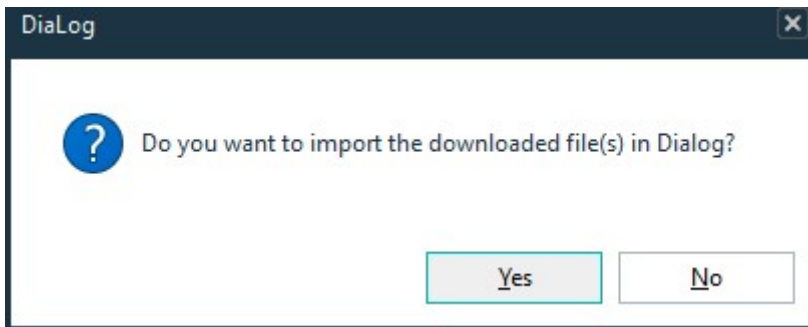 DiaLog
Do you want to import the downloaded file(s) in Dialog?
Yes
No